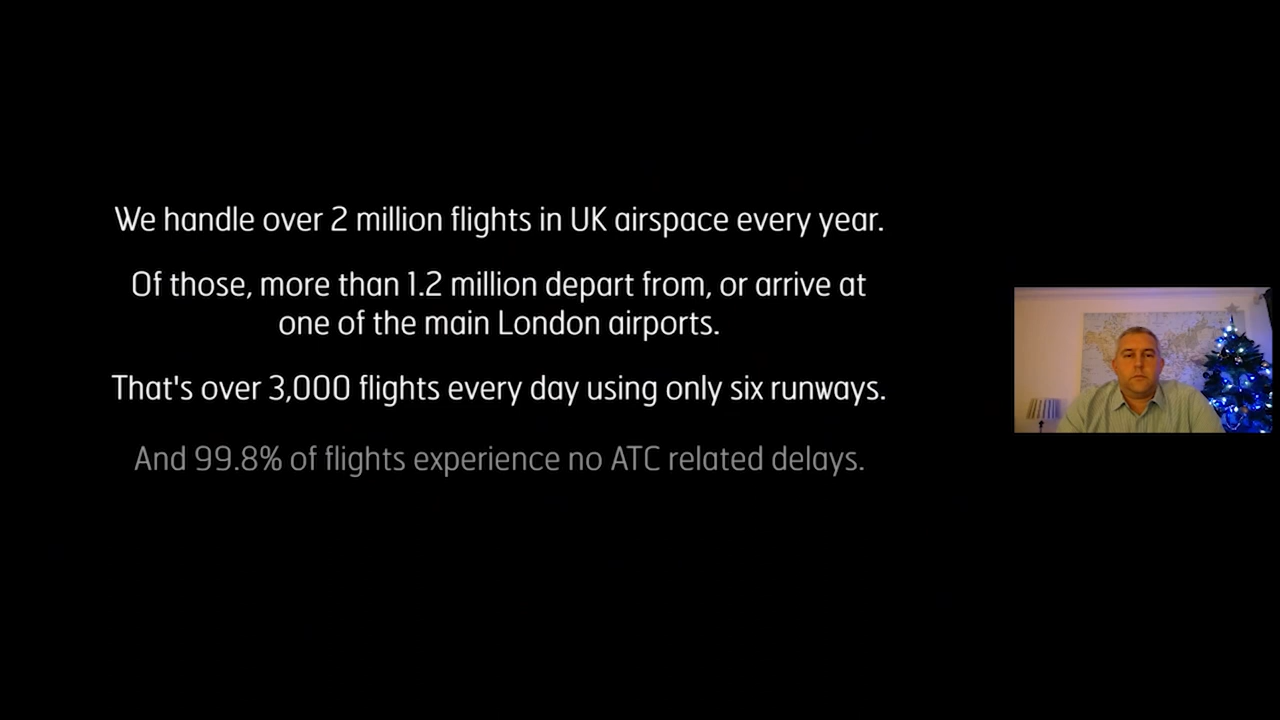 We handle over 2 million flights in UK airspace every year.
Of those, more than 1.2 million depart from, or arrive at
one of the main London airports.
That's over 3,000 flights every day using only six runways.
And 99.8% of flights experience no ATC related delays.